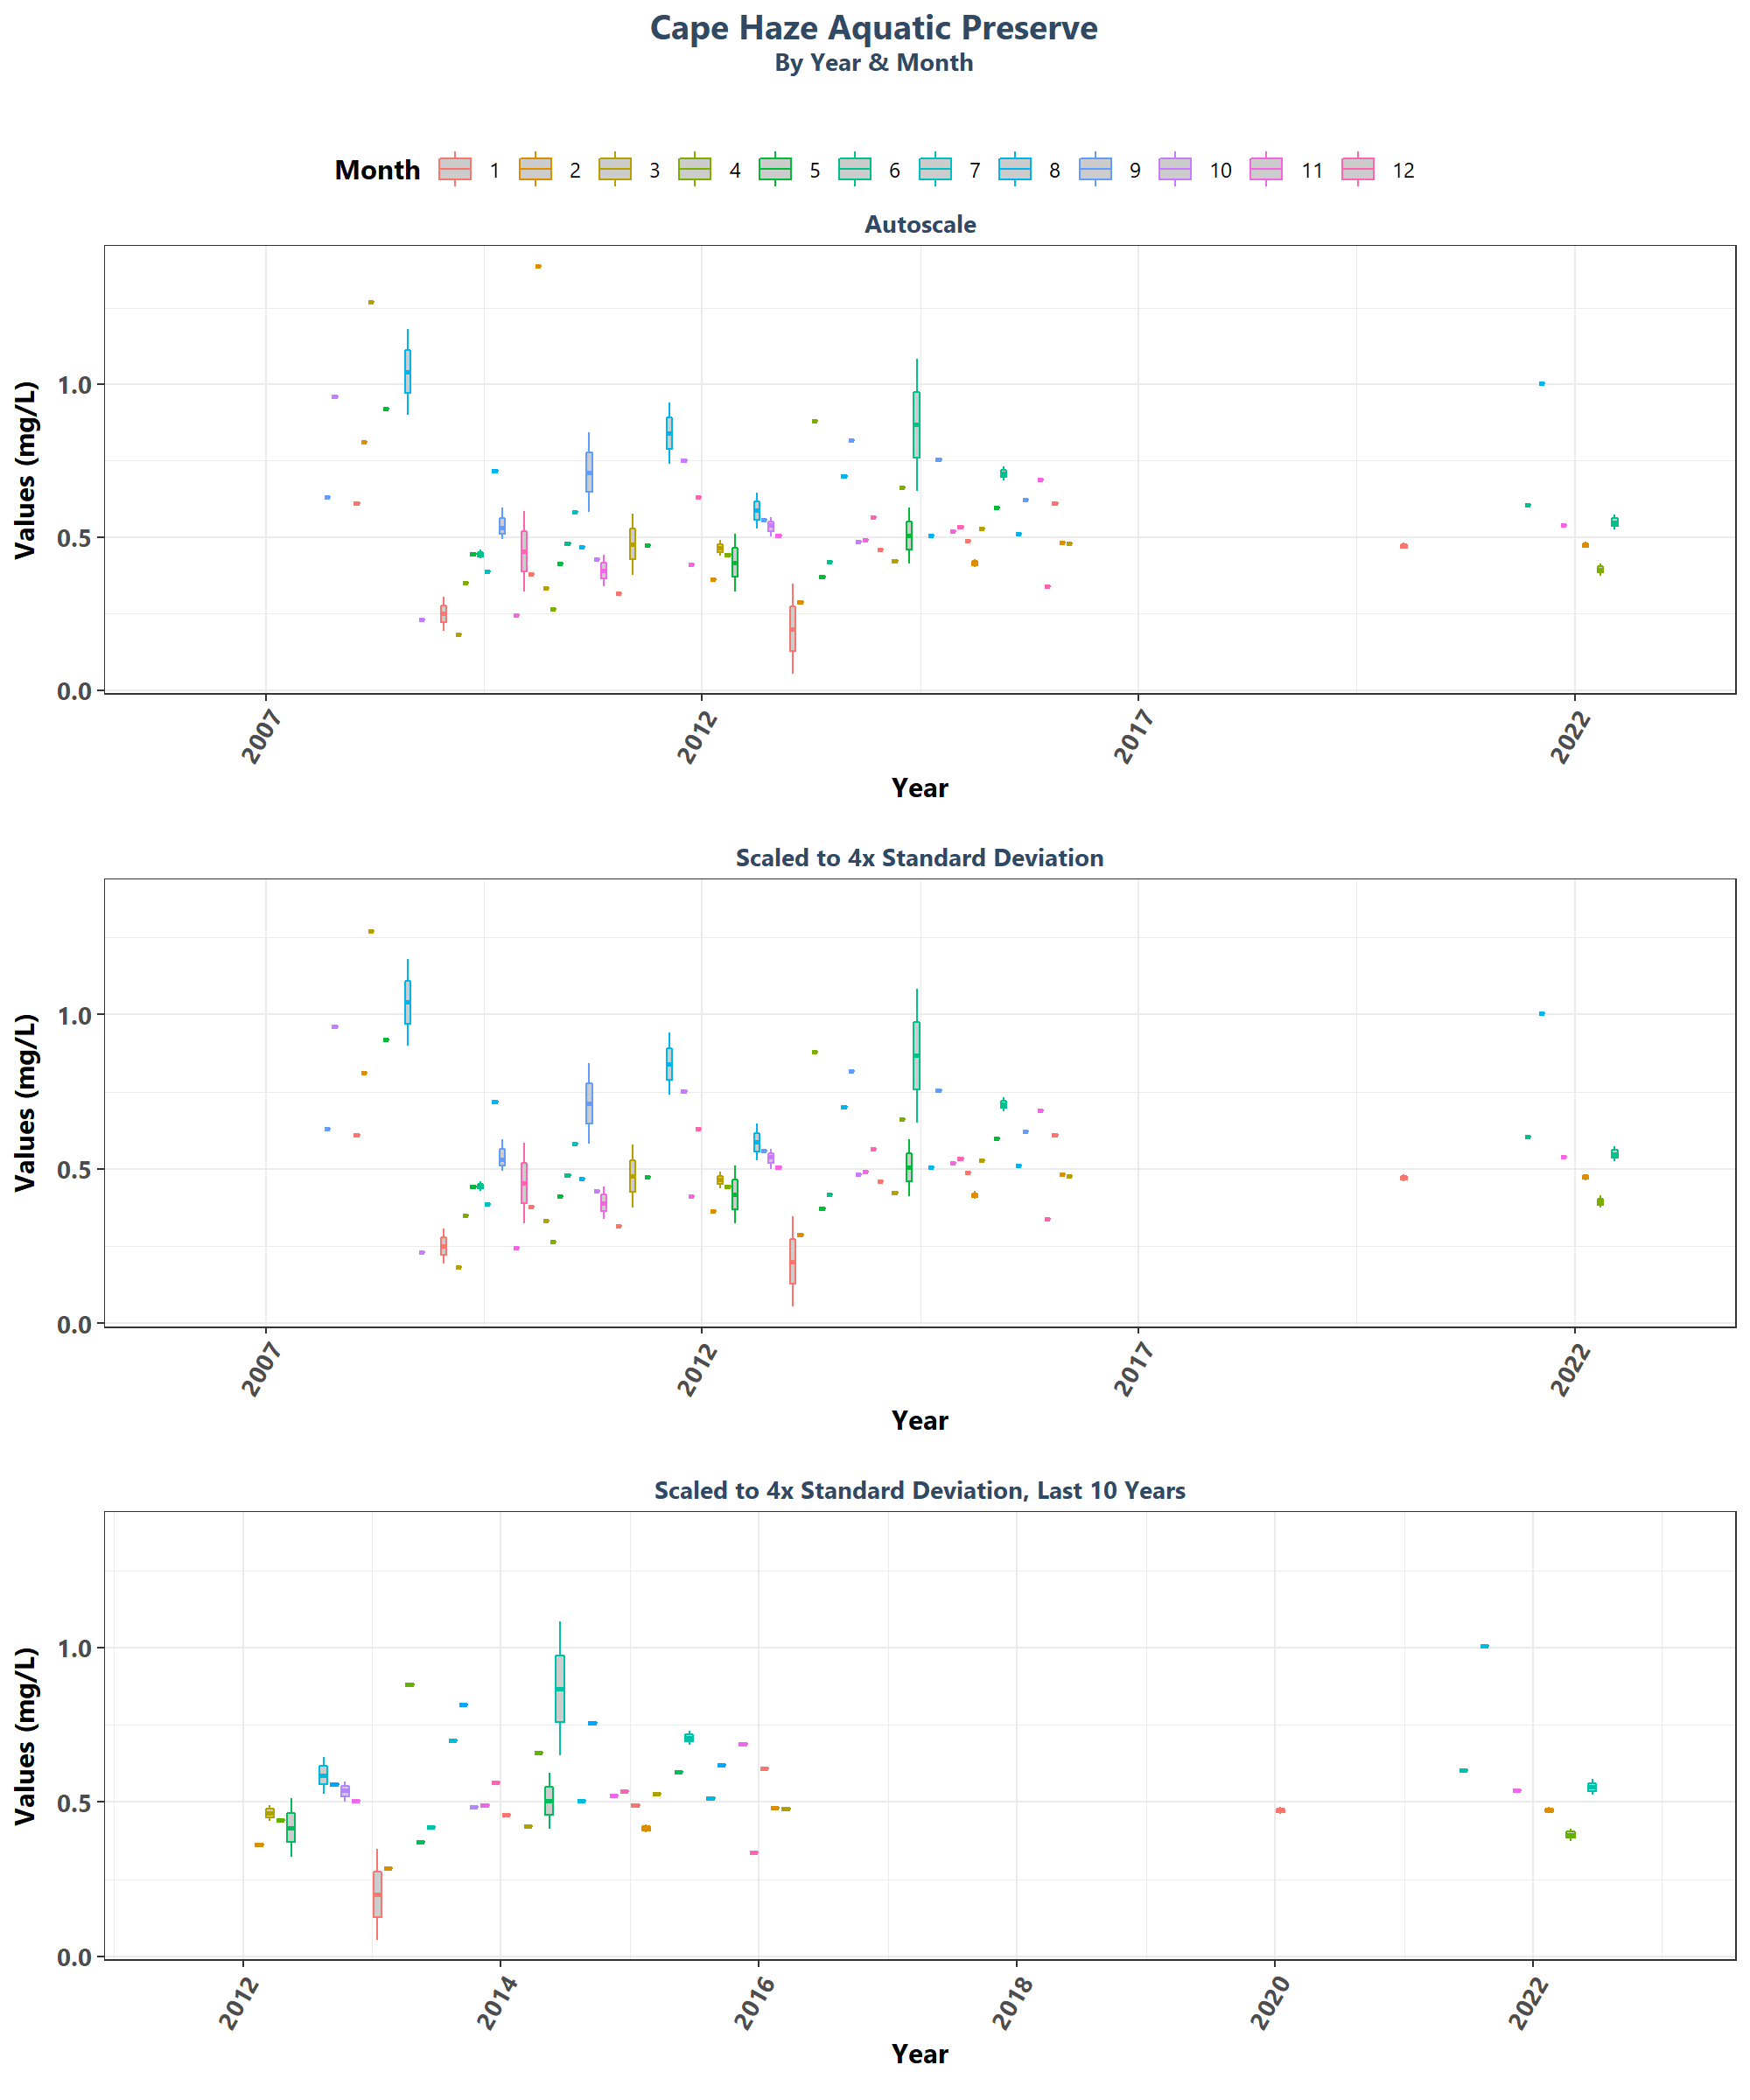 Cape Haze Aquatic Preserve
By Year & Month
Month 1 2 3 4 5 6 7 8 9 10 11 12
Autoscale
Values (mg/L)
1.0
0.5
0.0
2007 2012 2017 2022
Year
Scaled to 4x Standard Deviation
Values (mg/L)
1.0
0.5
0.0
2007 2012 2017 2022
Year
Scaled to 4x Standard Deviation, Last 10 Years
Values (mg/L)
1.0
0.5
0.0
2012 2014 2016 2018 2020 2022
Year